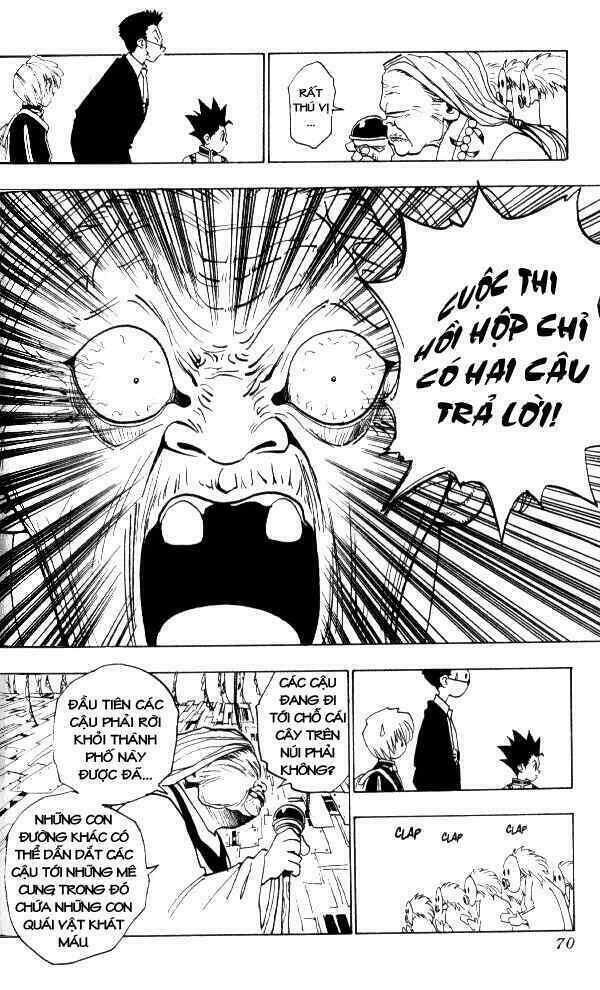 RẤT
THÚ VỊ
...
CUỘC THI
HỒI HỘP CHỈ
CÓ HAI CÂU
TRẢ LỜI!
CÁC CẬU
ĐANG ĐI
TỚI CHỖ CÁI
CÂY TRÊN
NÚI PHẢI
KHÔNG?
ĐẦU TIÊN CÁC
CẬU PHẢI RỜI
KHỎI THÁNH
PHỐ NÀY
ĐƯỢC ĐÃ...
NHỮNG CON
ĐƯỜNG KHÁC CÓ
THỂ DẪN DẮT CÁC
CẬU TỚI NHỮNG MÊ
CUNG TRONG ĐÓ
CHỨA NHỮNG CON
QUÁI VẬT KHÁT
MÁU.
CLAP
CLAP
CLAP
70